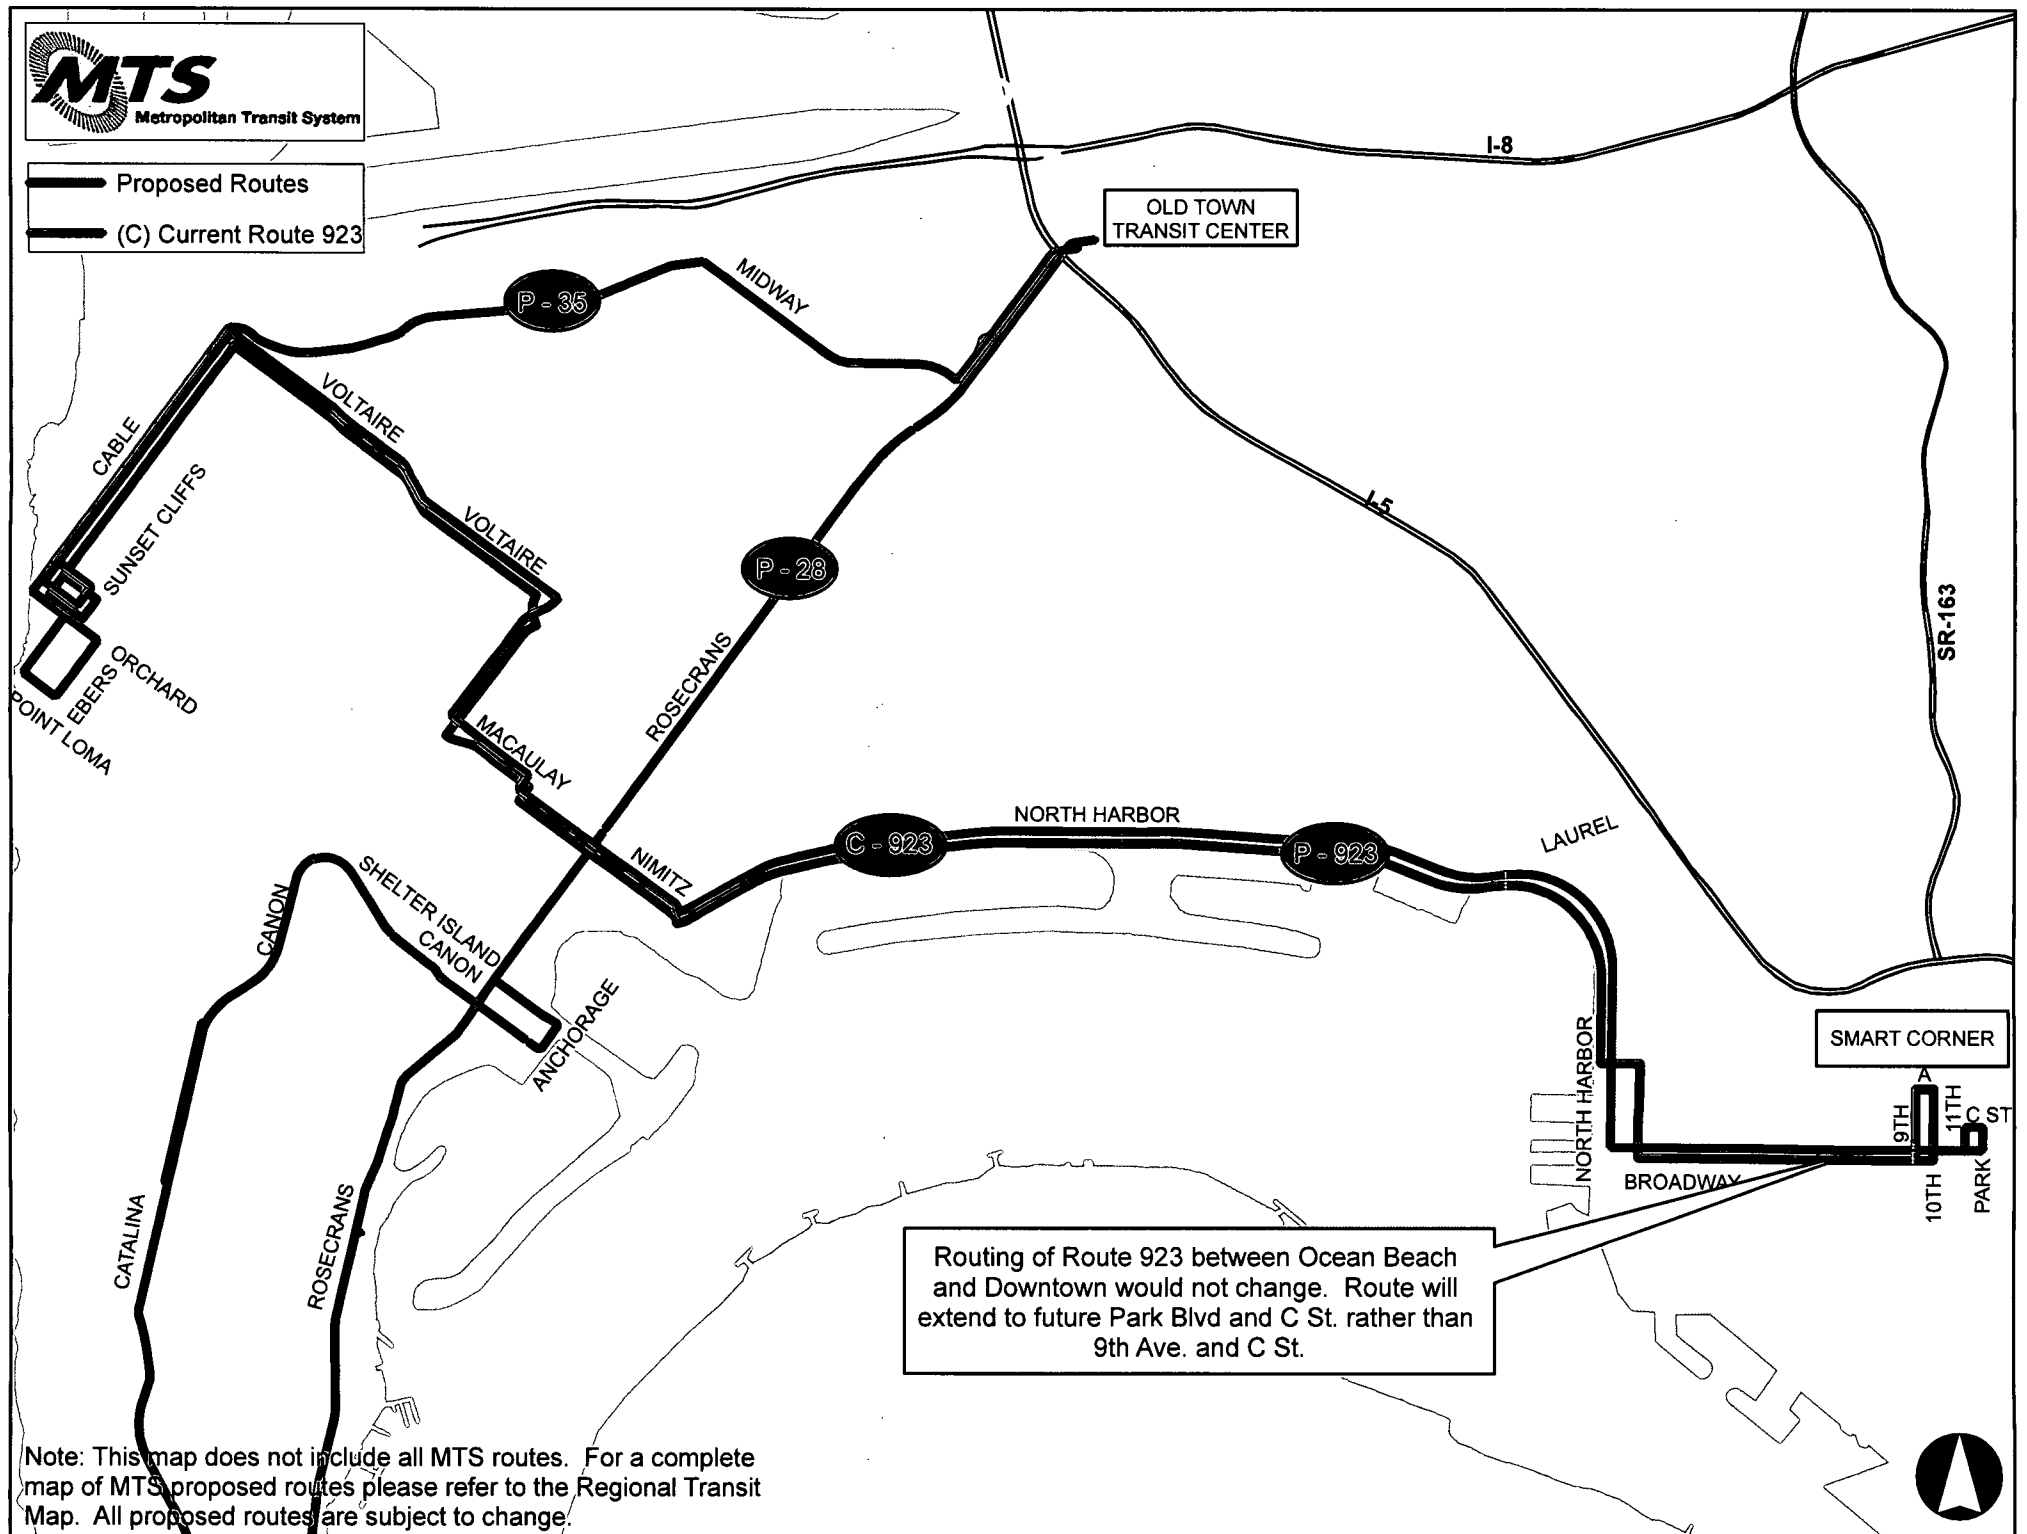 MTS
Metropolitan Transit System
Proposed Routes
(C) Current Route 923
I-8
OLD TOWN
TRANSIT CENTER
P - 35
MIDWAY
VOLTAIRE
CABLE
SUNSET CLIFFS
VOLTAIRE
I-5
P - 28
SR-163
ROSECRANS
ORCHARD
EBERS
POINT LOMA
MACAULAY
NORTH HARBOR
LAUREL
C - 923
P - 923
NIMITZ
SHELTER ISLAND
CANON
CANON
ANCHORAGE
NORTH HARBOR
SMART CORNER
A
9TH
11TH
C ST
BROADWAY
10TH
PARK
CATALINA
ROSECRANS
Routing of Route 923 between Ocean Beach
and Downtown would not change. Route will
extend to future Park Blvd and C St. rather than
9th Ave. and C St.
Note: This map does not include all MTS routes. For a complete
map of MTS proposed routes please refer to the Regional Transit
Map. All proposed routes are subject to change.